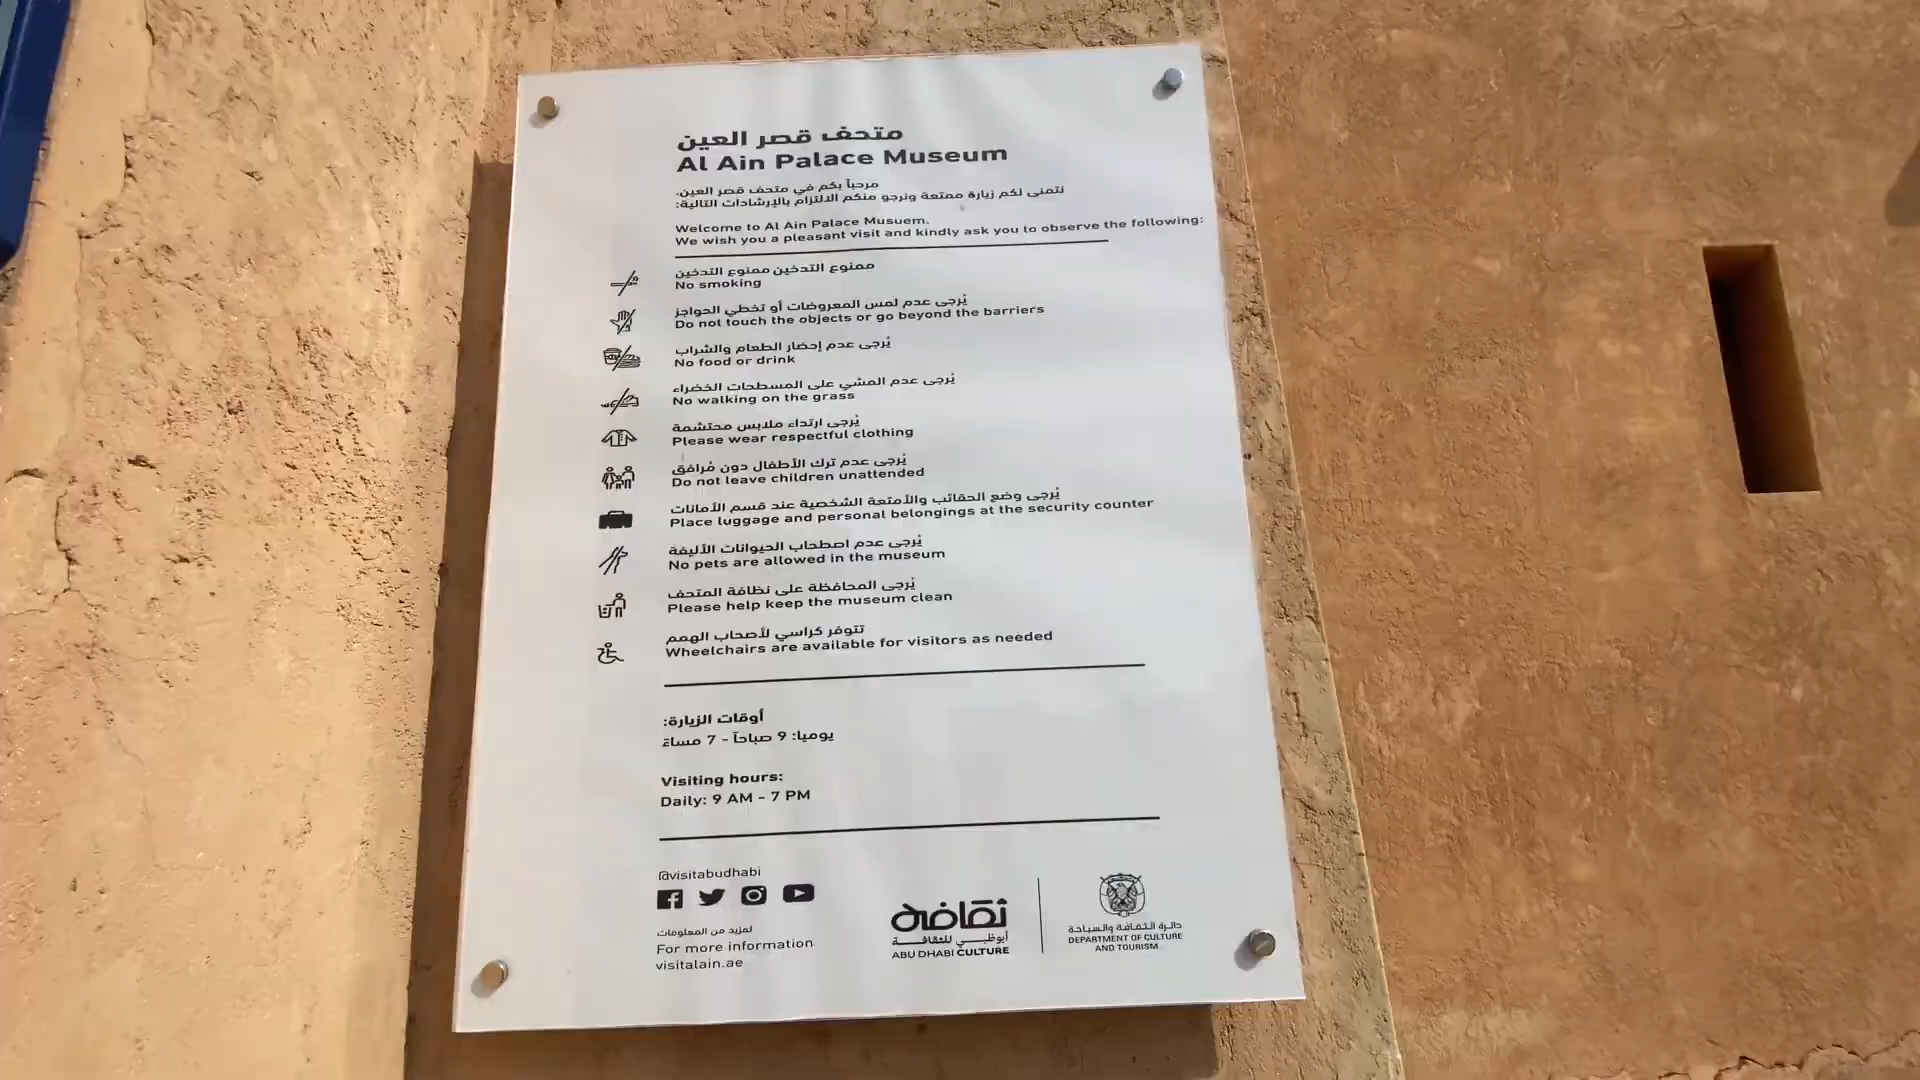 متحف قصر العين
Al Ain Palace Museum
مرحباً بكم في متحف قصر العين.
نتمنى لكم زيارة ممتعة ونرجو منكم الالتزام بالإرشادات التالية:
Welcome to Al Ain Palace Musuem.
We wish you a pleasant visit and kindly ask you to observe the following:
ممنوع التدخين ممنوع التدخين
No smoking
يُرجى عدم لمس المعروضات أو تخطي الحواجز
Do not touch the objects or go beyond the barriers
يُرجى عدم إحضار الطعام والشراب
No food or drink
يُرجى عدم المشي على المسطحات الخضراء
No walking on the grass
يُرجى ارتداء ملابس محتشمة
Please wear respectful clothing
يُرجى عدم ترك الأطفال دون مُرافق
Do not leave children unattended
يُرجى وضع الحقائب والأمتعة الشخصية عند قسم الأمانات
Place luggage and personal belongings at the security counter
يُرجى عدم اصطحاب الحيوانات الأليفة
No pets are allowed in the museum
يُرجى المحافظة على نظافة المتحف
Please help keep the museum clean
تتوفر كراسي لأصحاب الهمم
Wheelchairs are available for visitors as needed
أوقات الزيارة:
يوميا: 9 صباحاً - 7 مساءً
Visiting hours:
Daily: 9 AM - 7 PM
@visitabudhabi
لمزيد من المعلومات
For more information
visitalain.ae
ثقافة
أبوظبي للثقافة
ABU DHABI CULTURE
دائرة الثقافة والسياحة
DEPARTMENT OF CULTURE
AND TOURISM